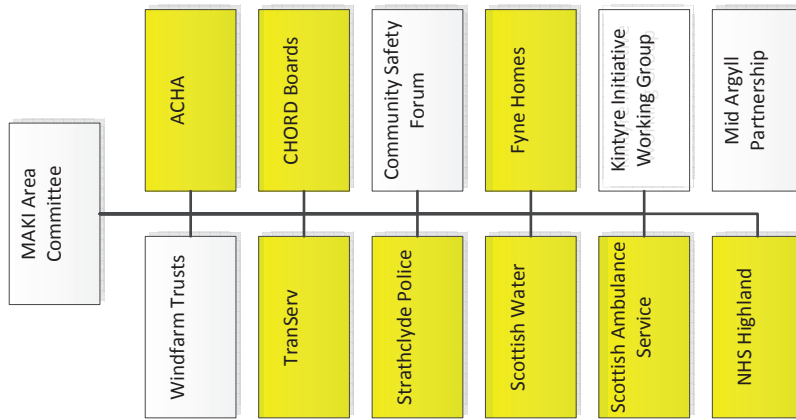 MAKI Area
Committee
Windfarm Trusts
ACHA
TranServ
CHORD Boards
Strathclyde Police
Community Safety
Forum
Scottish Water
Fyne Homes
Scottish Ambulance
Service
Kintyre Initiative
Working Group
NHS Highland
Mid Argyll
Partnership